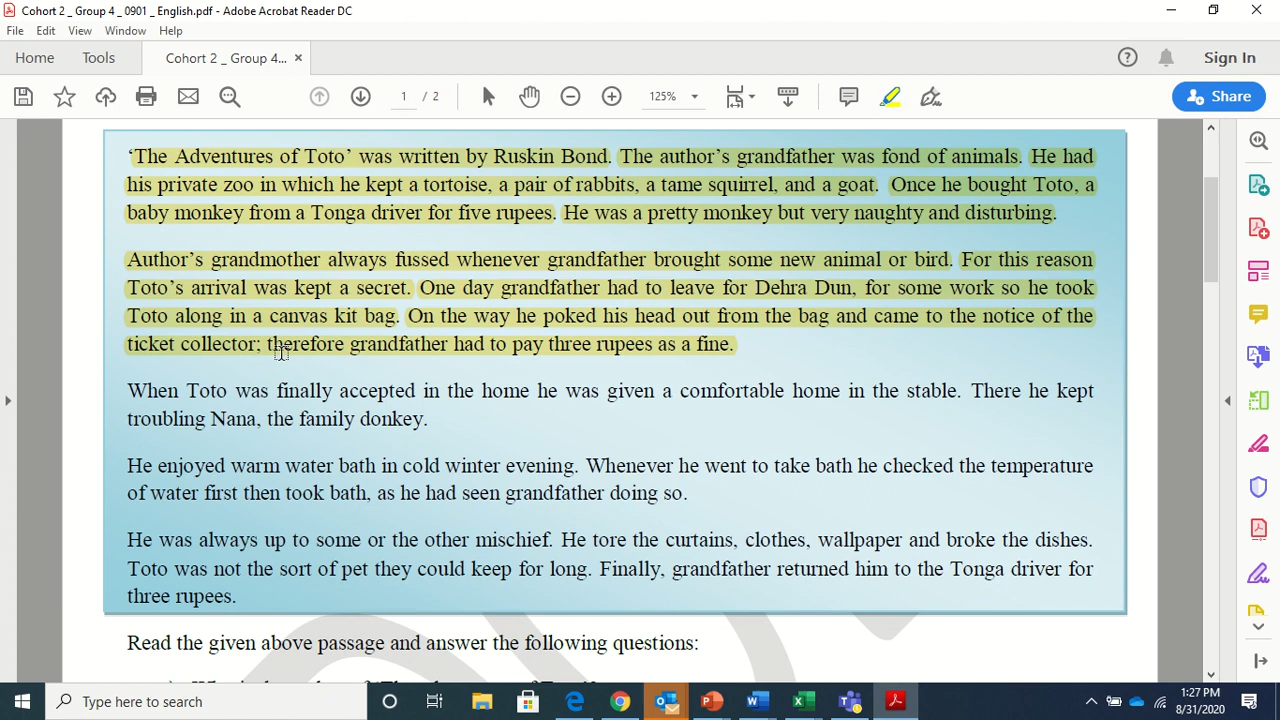 Cohort 2 _ Group 4 _ 0901 _ English.pdf - Adobe Acrobat Reader DC
File Edit View Window Help
Home Tools Cohort 2 _ Group 4... × Sign In
1 / 2 125% Share
‘The Adventures of Toto’ was written by Ruskin Bond. The author’s grandfather was fond of animals. He had
his private zoo in which he kept a tortoise, a pair of rabbits, a tame squirrel, and a goat. Once he bought Toto, a
baby monkey from a Tonga driver for five rupees. He was a pretty monkey but very naughty and disturbing.
Author’s grandmother always fussed whenever grandfather brought some new animal or bird. For this reason
Toto’s arrival was kept a secret. One day grandfather had to leave for Dehra Dun, for some work so he took
Toto along in a canvas kit bag. On the way he poked his head out from the bag and came to the notice of the
ticket collector; therefore grandfather had to pay three rupees as a fine.
When Toto was finally accepted in the home he was given a comfortable home in the stable. There he kept
troubling Nana, the family donkey.
He enjoyed warm water bath in cold winter evening. Whenever he went to take bath he checked the temperature
of water first then took bath, as he had seen grandfather doing so.
He was always up to some or the other mischief. He tore the curtains, clothes, wallpaper and broke the dishes.
Toto was not the sort of pet they could keep for long. Finally, grandfather returned him to the Tonga driver for
three rupees.
Read the given above passage and answer the following questions:
Type here to search
1:27 PM
8/31/2020